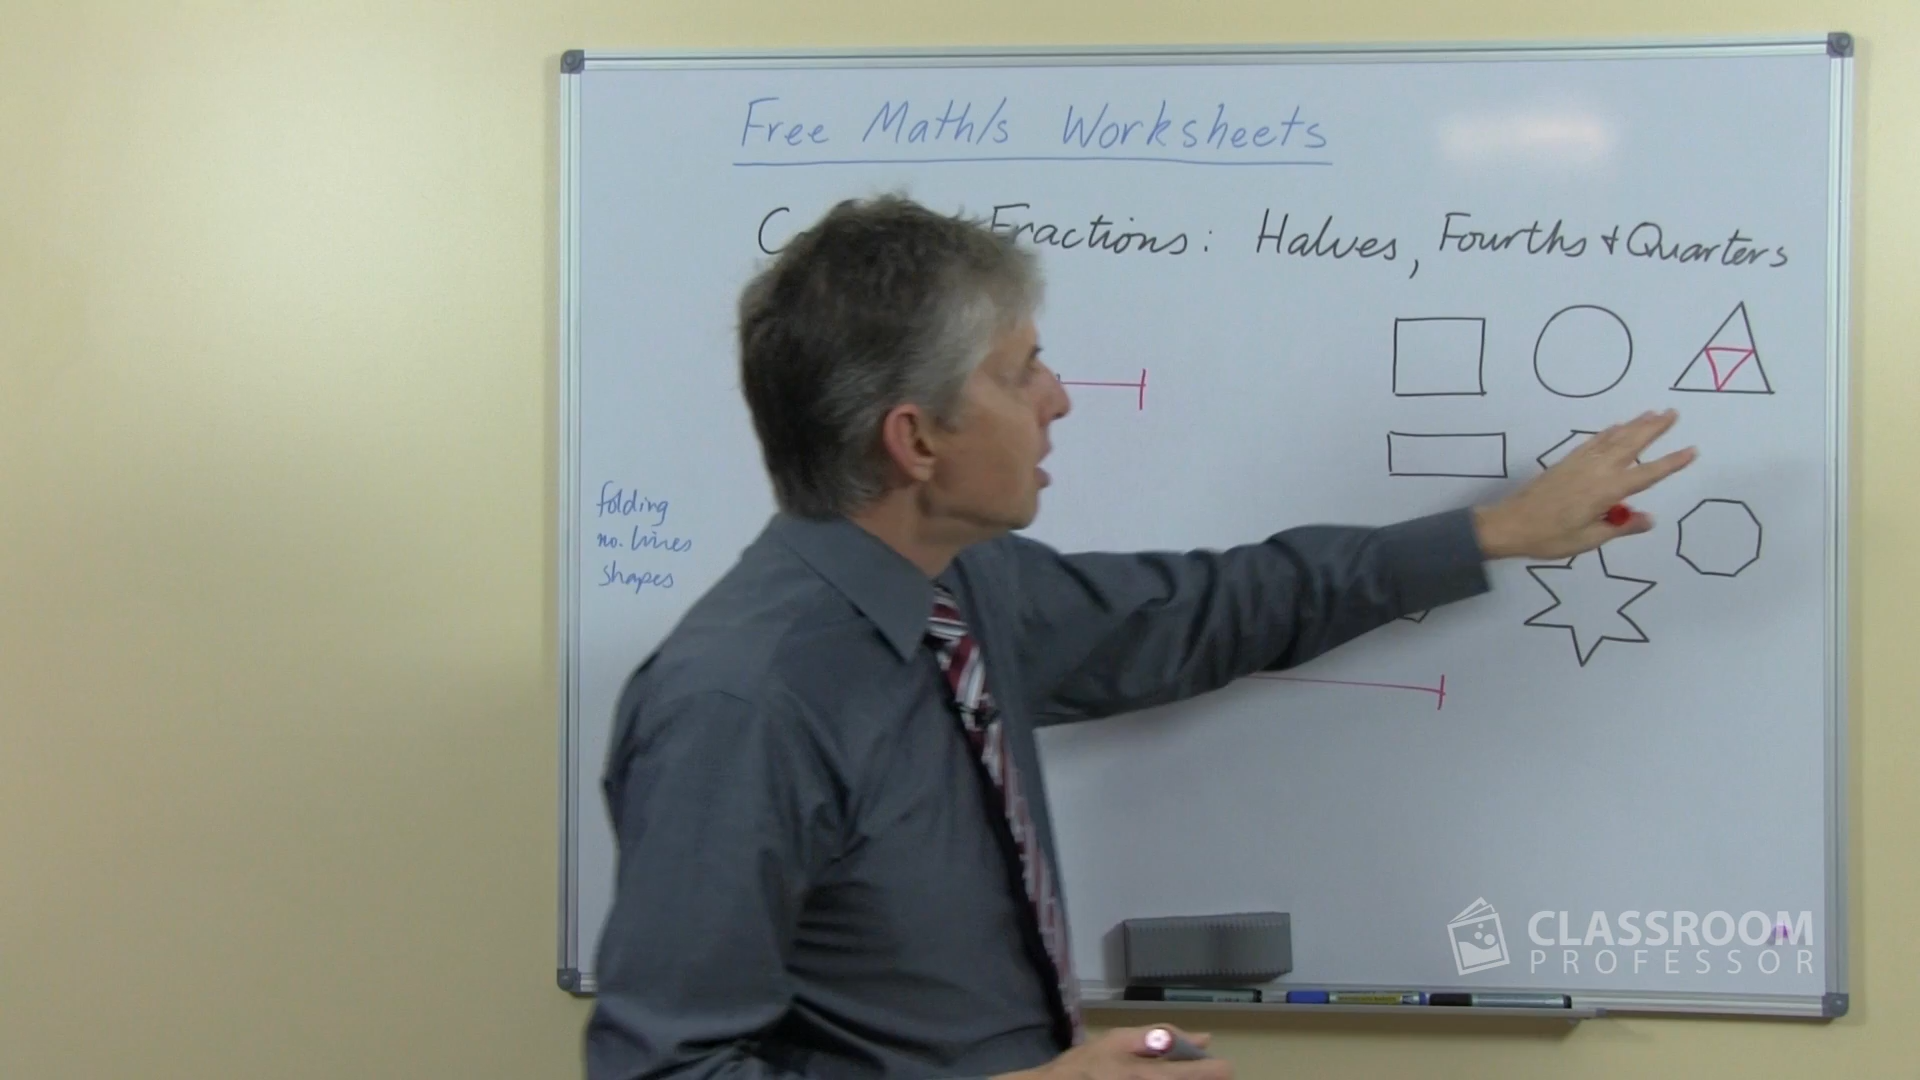 Free Math/s Worksheets
Fractions: Halves, Fourths & Quarters
folding
no. lines
shapes
CLASSROOM
PROFESSOR